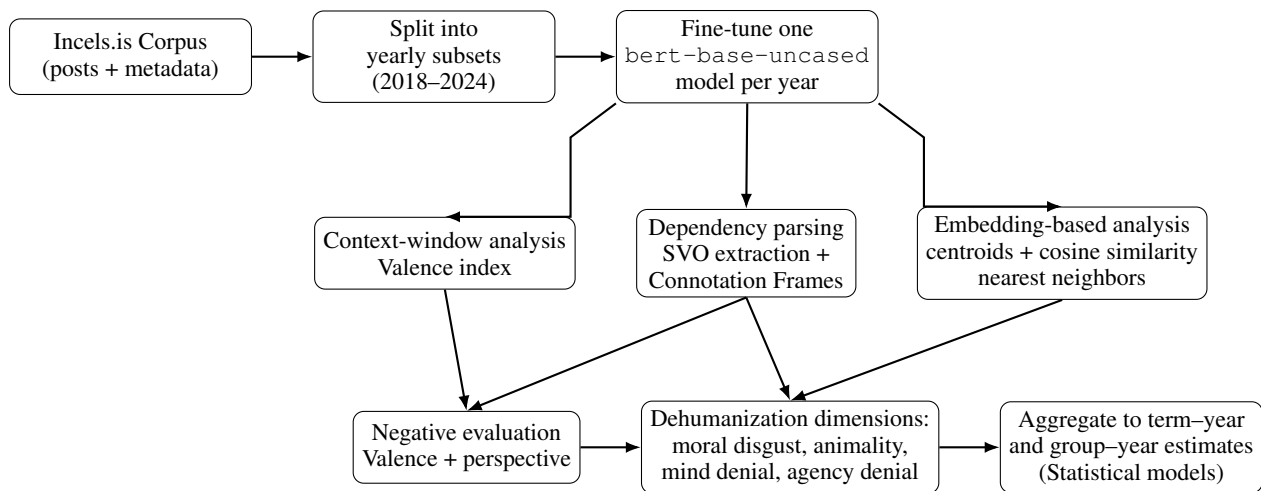 Incels.is Corpus
(posts + metadata)
Split into
yearly subsets
(2018–2024)
Fine-tune one
bert-base-uncased
model per year
Context-window analysis
Valence index
Dependency parsing
SVO extraction +
Connotation Frames
Embedding-based analysis
centroids + cosine similarity
nearest neighbors
Negative evaluation
Valence + perspective
Dehumanization dimensions:
moral disgust, animality,
mind denial, agency denial
Aggregate to term–year
and group–year estimates
(Statistical models)